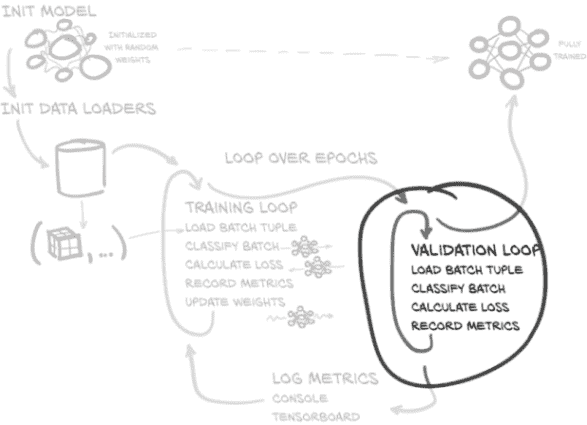 INIT MODEL
INITIALIZED
WITH RANDOM
WEIGHTS
FULLY
TRAINED
INIT DATA LOADERS
LOOP OVER EPOCHS
(
, ... )
TRAINING LOOP
LOAD BATCH TUPLE
CLASSIFY BATCH
CALCULATE LOSS
RECORD METRICS
UPDATE WEIGHTS
VALIDATION LOOP
LOAD BATCH TUPLE
CLASSIFY BATCH
CALCULATE LOSS
RECORD METRICS
LOG METRICS
CONSOLE
TENSORBOARD